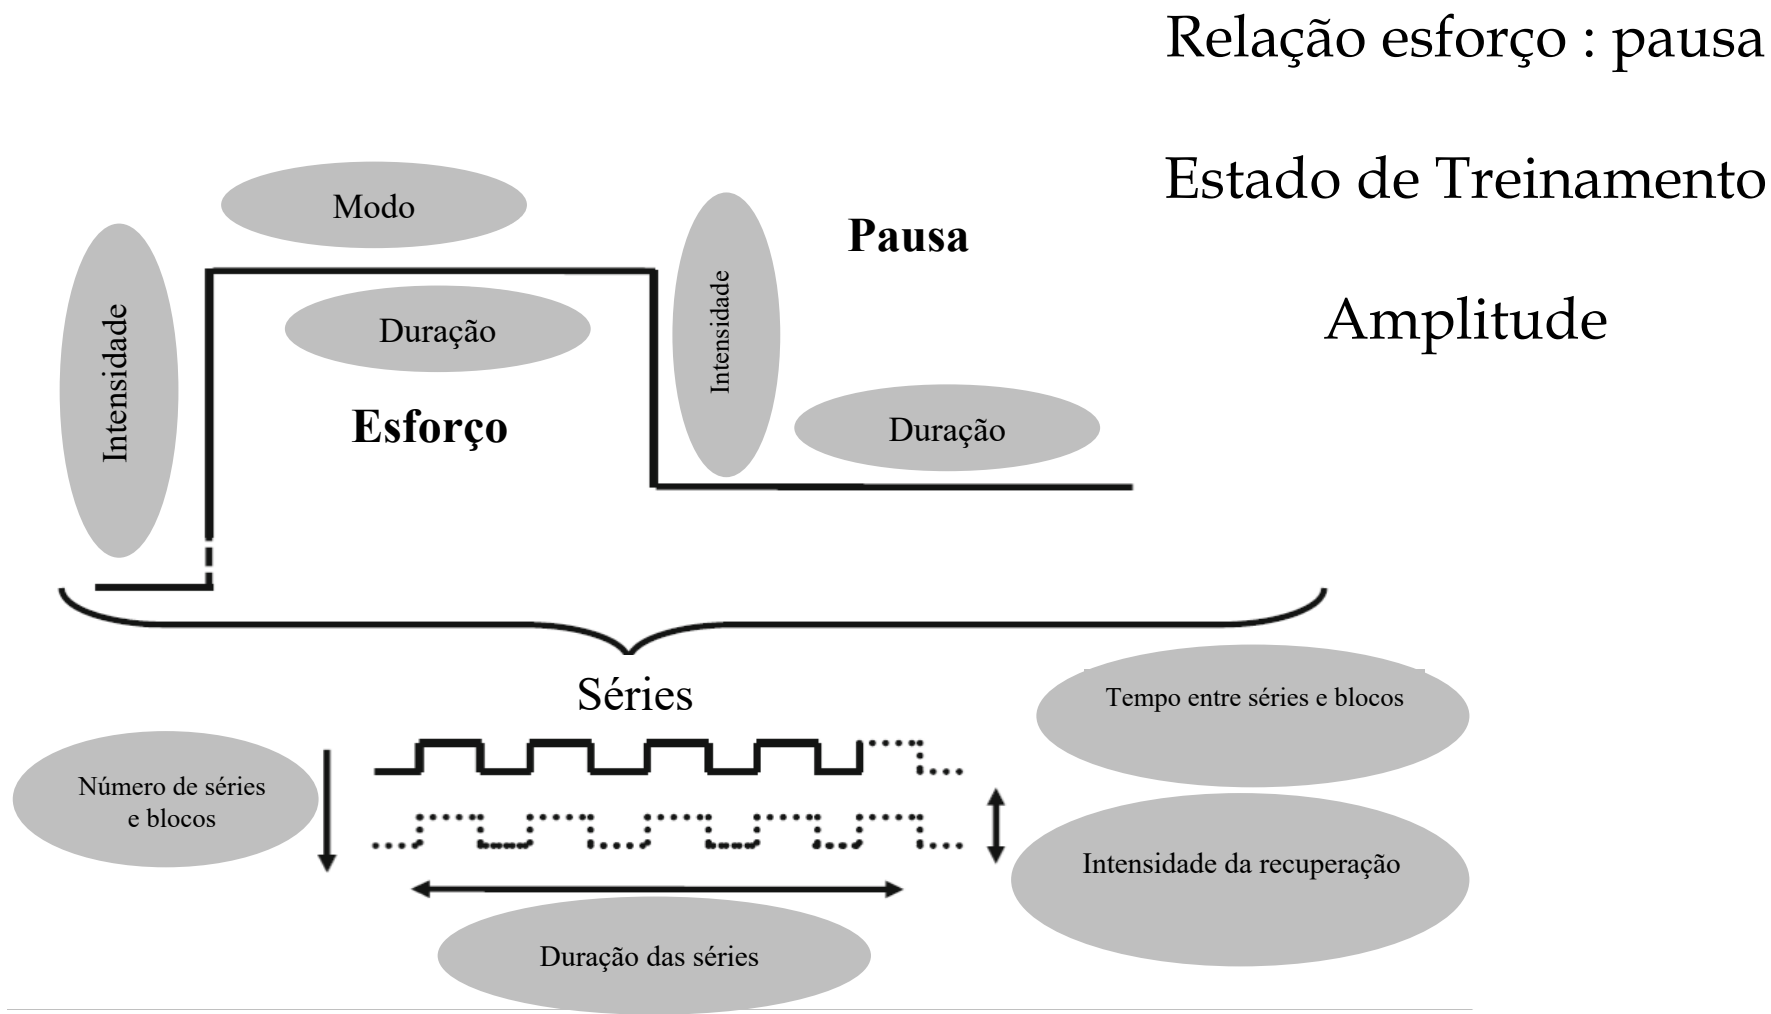 Relação esforço : pausa
Estado de Treinamento
Amplitude
Modo
Pausa
Intensidade
Duração
Intensidade
Esforço
Duração
Séries
Tempo entre séries e blocos
Número de séries
e blocos
Intensidade da recuperação
Duração das séries